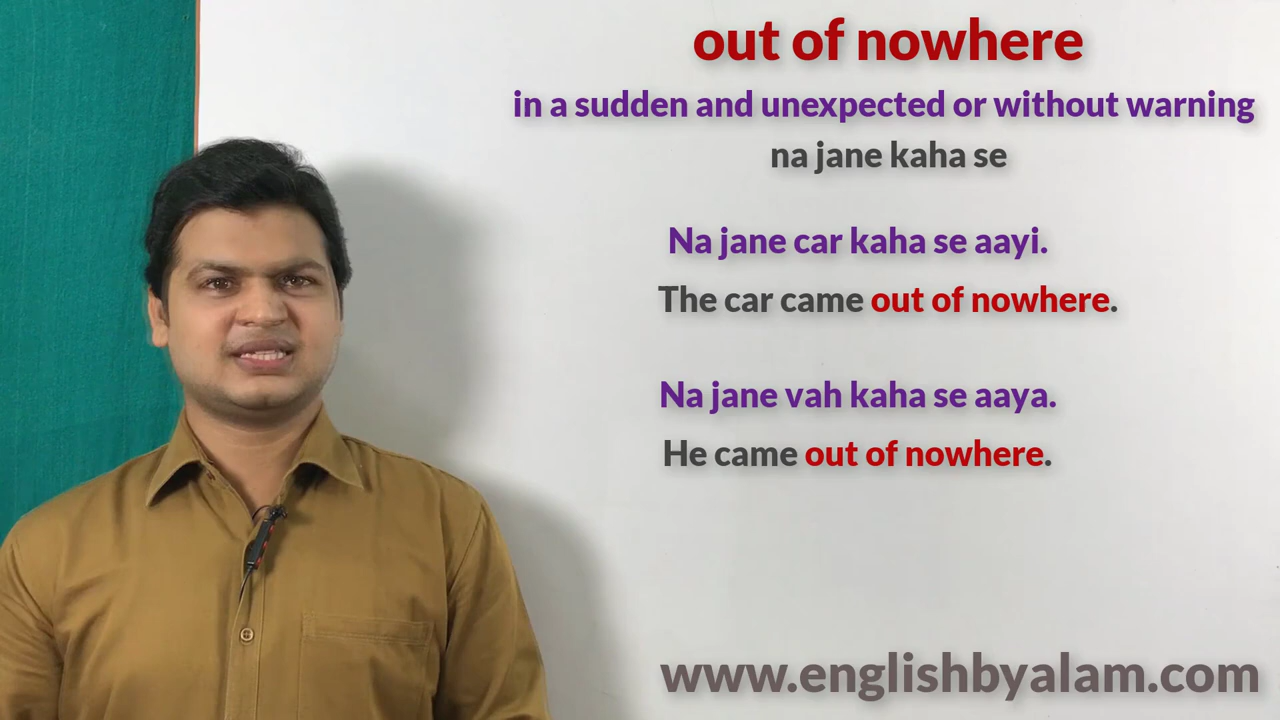 out of nowhere
in a sudden and unexpected or without warning
na jane kaha se
Na jane car kaha se aayi.
The car came out of nowhere.
Na jane vah kaha se aaya.
He came out of nowhere.
www.englishbyalam.com